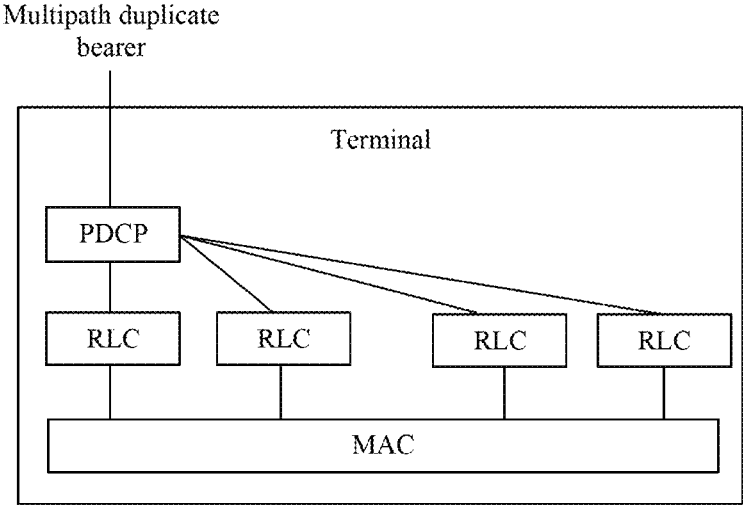 Multipath duplicate
bearer
Terminal
PDCP
RLC
RLC
RLC
RLC
MAC